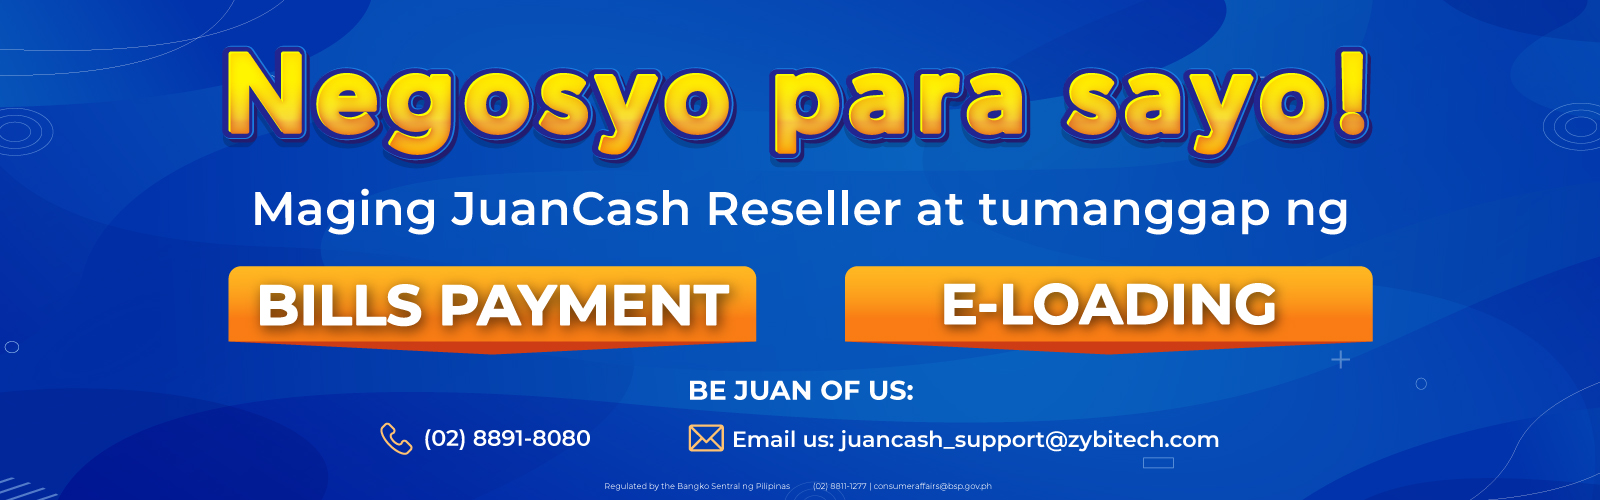 Negosyo para sayo!
Maging JuanCash Reseller at tumanggap ng
BILLS PAYMENT
E-LOADING
BE JUAN OF US:
(02) 8891-8080
Email us: juancash_support@zybitech.com
Regulated by the Bangko Sentral ng Pilipinas (02) 8811-1277 | consumeraffairs@bsp.gov.ph